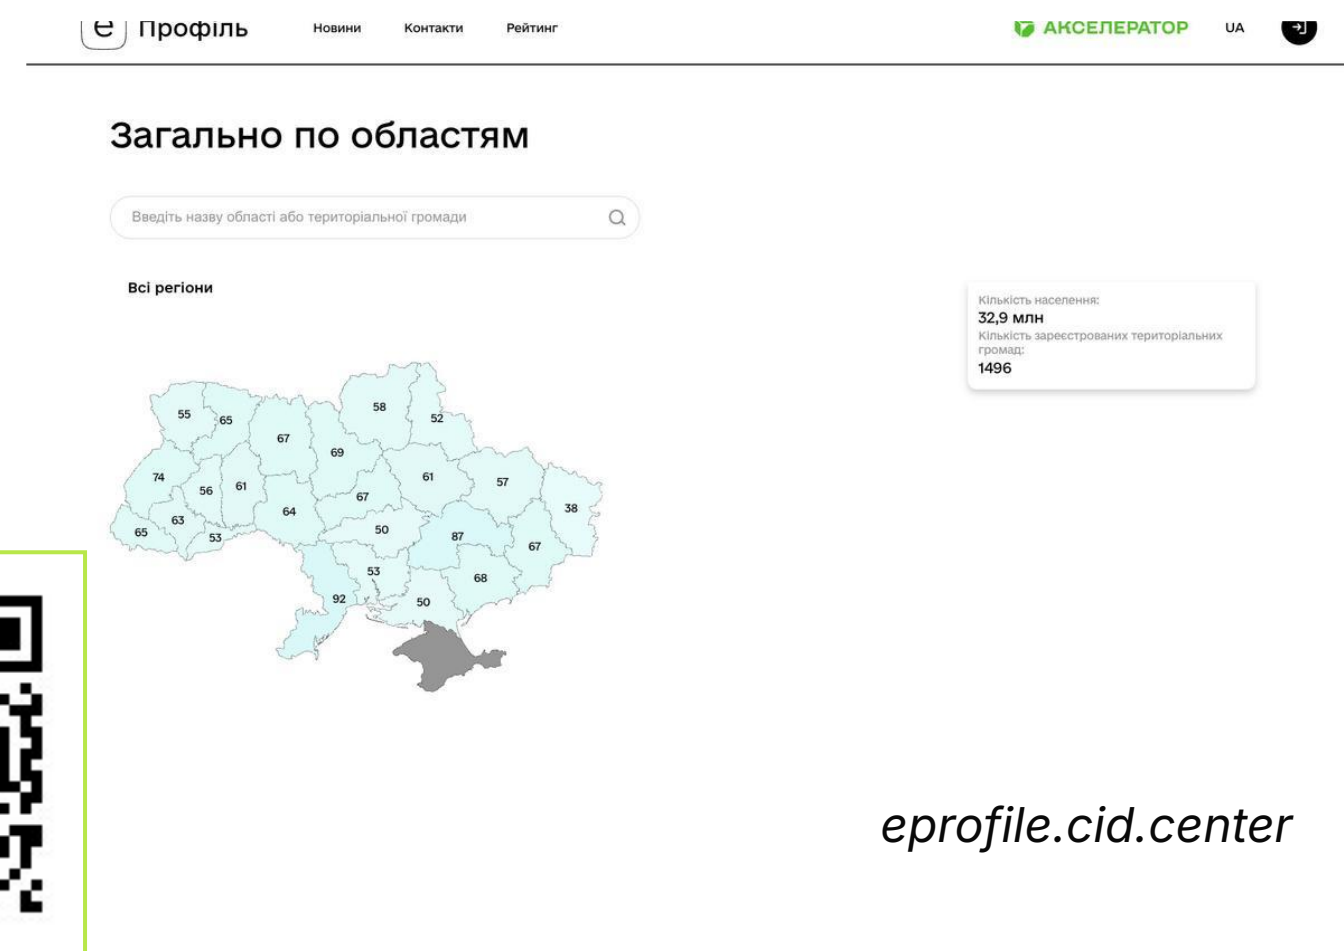 е Профіль Новини Контакти Рейтинг АКСЕЛЕРАТОР UA
Загально по областям
Введіть назву області або територіальної громади
Всі регіони
Кількість населення:
32,9 млн
Кількість зареєстрованих територіальних
громад:
1496
58
55
65
52
67
69
74
61
57
56
61
67
38
64
63
50
65
53
87
67
53
68
92
50
eprofile.cid.center